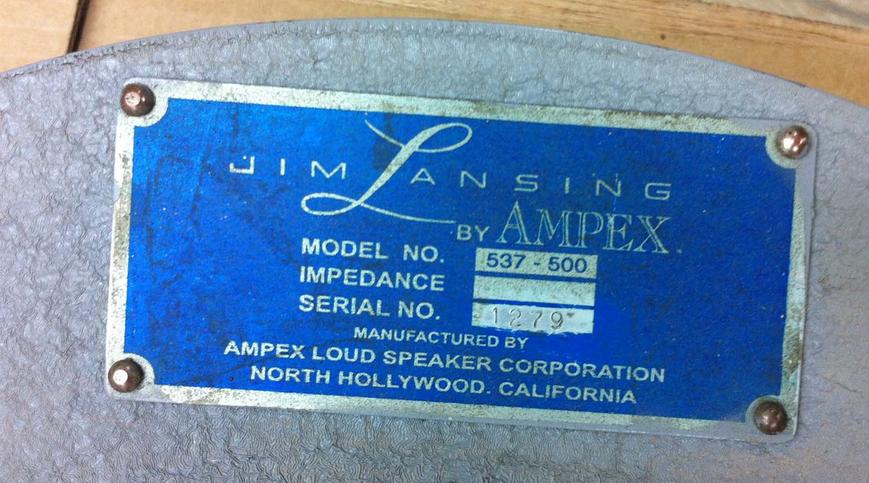 JIM LANSING
BY AMPEX.
MODEL NO. 537 - 500
IMPEDANCE
SERIAL NO. 1279
MANUFACTURED BY
AMPEX LOUD SPEAKER CORPORATION
NORTH HOLLYWOOD. CALIFORNIA